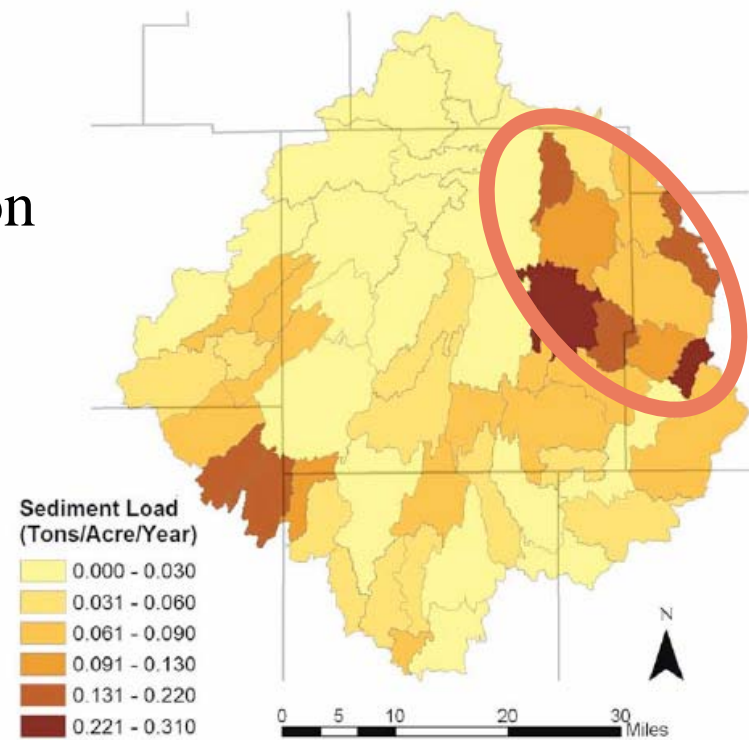 on
Sediment Load
(Tons/Acre/Year)
0.000 - 0.030
0.031 - 0.060
0.061 - 0.090
0.091 - 0.130
0.131 - 0.220
0.221 - 0.310
N
0 5 10 20 30
Miles